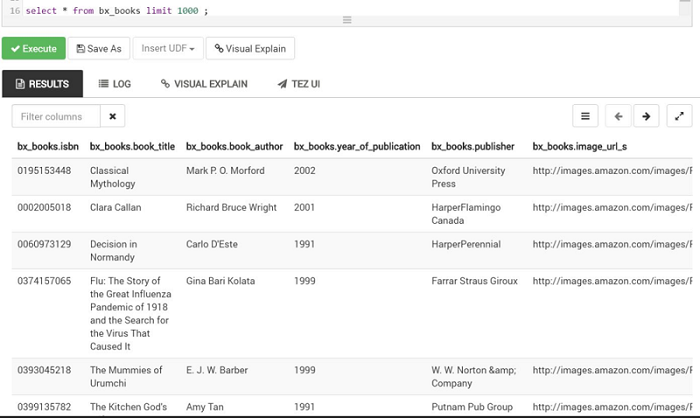 16 select * from bx_books limit 1000 ;
Execute Save As Insert UDF Visual Explain
RESULTS LOG VISUAL EXPLAIN TEZ UI
Filter columns
bx_books.isbn bx_books.book_title bx_books.book_author bx_books.year_of_publication bx_books.publisher bx_books.image_url_s
0195153448 Classical Mark P. O. Morford 2002 Oxford University http://images.amazon.com/images/P
Mythology Press
0002005018 Clara Callan Richard Bruce Wright 2001 HarperFlamingo http://images.amazon.com/images/P
Canada
0060973129 Decision in Carlo D'Este 1991 HarperPerennial http://images.amazon.com/images/P
Normandy
0374157065 Flu: The Story of Gina Bari Kolata 1999 Farrar Straus Giroux http://images.amazon.com/images/P
the Great Influenza
Pandemic of 1918
and the Search for
the Virus That
Caused It
0393045218 The Mummies of E. J. W. Barber 1999 W. W. Norton &amp; http://images.amazon.com/images/P
Urumchi Company
0399135782 The Kitchen God's Amy Tan 1991 Putnam Pub Group http://images.amazon.com/images/P